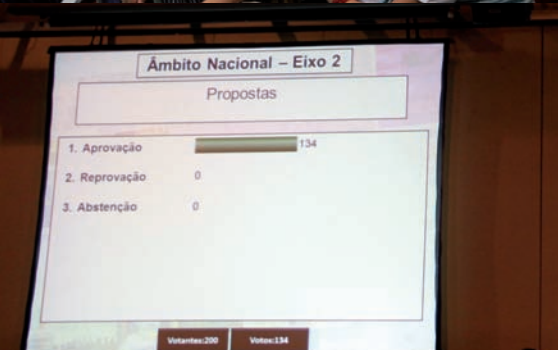 Âmbito Nacional – Eixo 2
Propostas
1. Aprovação 134
2. Reprovação 0
3. Abstenção 0
Votantes:200 Votos:134